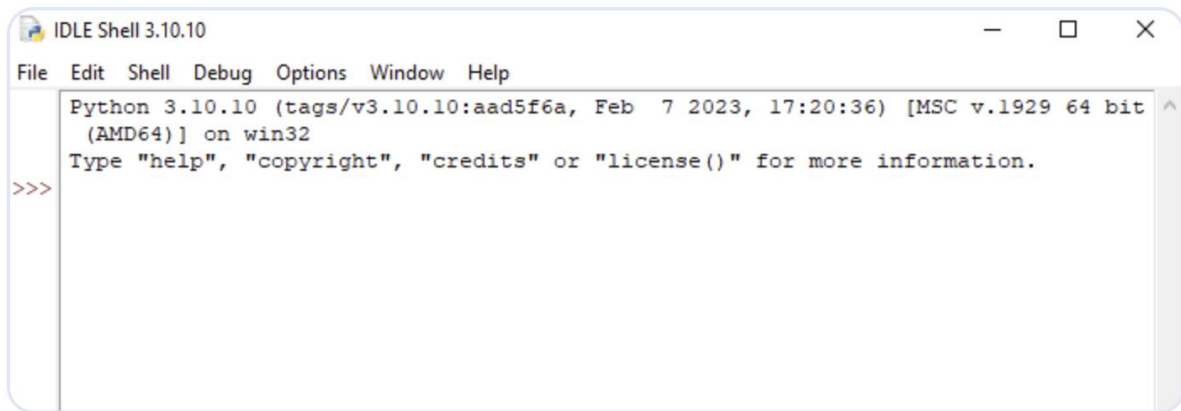 IDLE Shell 3.10.10
File Edit Shell Debug Options Window Help
Python 3.10.10 (tags/v3.10.10:aad5f6a, Feb  7 2023, 17:20:36) [MSC v.1929 64 bit
 (AMD64)] on win32
Type "help", "copyright", "credits" or "license()" for more information.
>>>